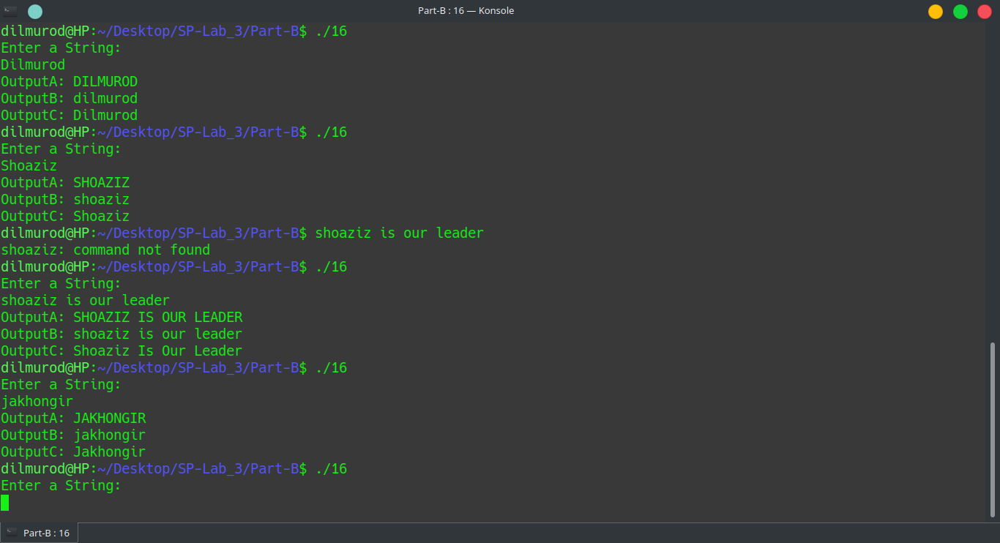 Part-B : 16 — Konsole
dilmurod@HP:~/Desktop/SP-Lab_3/Part-B$ ./16
Enter a String:
Dilmurod
OutputA: DILMUROD
OutputB: dilmurod
OutputC: Dilmurod
dilmurod@HP:~/Desktop/SP-Lab_3/Part-B$ ./16
Enter a String:
Shoaziz
OutputA: SHOAZIZ
OutputB: shoaziz
OutputC: Shoaziz
dilmurod@HP:~/Desktop/SP-Lab_3/Part-B$ shoaziz is our leader
shoaziz: command not found
dilmurod@HP:~/Desktop/SP-Lab_3/Part-B$ ./16
Enter a String:
shoaziz is our leader
OutputA: SHOAZIZ IS OUR LEADER
OutputB: shoaziz is our leader
OutputC: Shoaziz Is Our Leader
dilmurod@HP:~/Desktop/SP-Lab_3/Part-B$ ./16
Enter a String:
jakhongir
OutputA: JAKHONGIR
OutputB: jakhongir
OutputC: Jakhongir
dilmurod@HP:~/Desktop/SP-Lab_3/Part-B$ ./16
Enter a String:
Part-B : 16